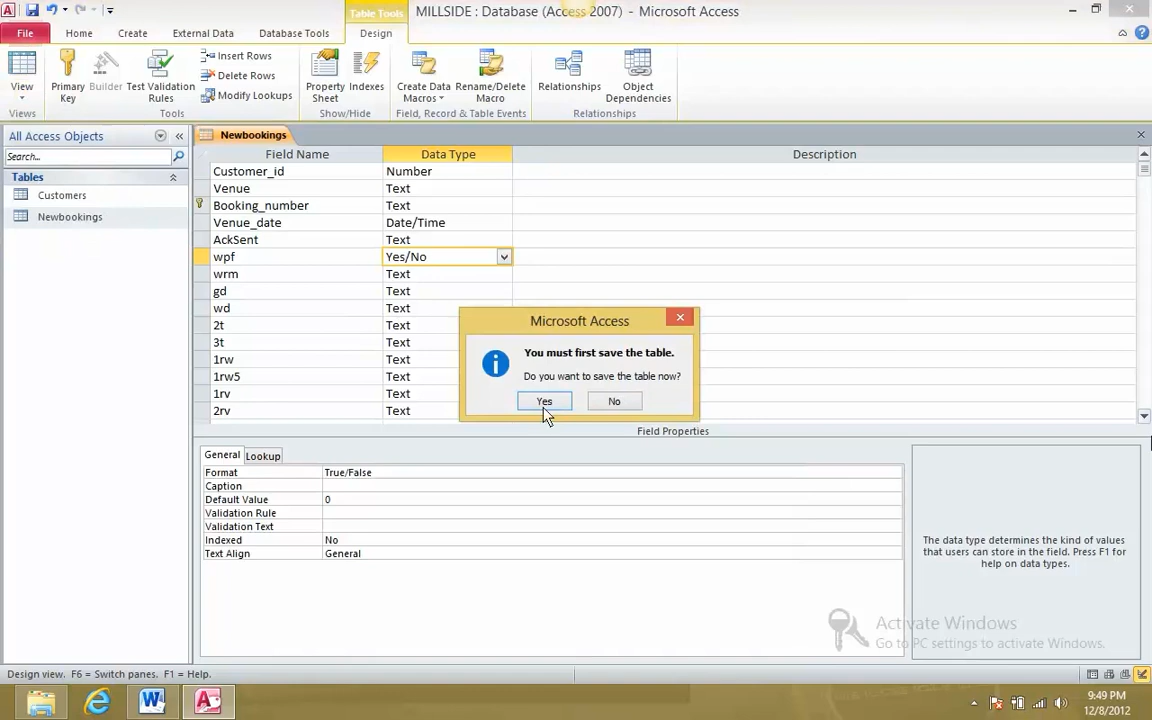 Table Tools
MILLSIDE : Database (Access 2007) - Microsoft Access
File
Home
Create
External Data
Database Tools
Design
View
Primary Key
Builder
Test Validation Rules
Insert Rows
Delete Rows
Modify Lookups
Property Sheet
Indexes
Create Data Macros
Rename/Delete Macro
Relationships
Object Dependencies
Views
Tools
Show/Hide
Field, Record & Table Events
Relationships
All Access Objects
Search...
Tables
Customers
Newbookings
Newbookings
Field Name Data Type Description
Customer_id Number
Venue Text
Booking_number Text
Venue_date Date/Time
AckSent Text
wpf Yes/No
wrm Text
gd Text
wd Text
2t Text
3t Text
1rw Text
1rw5 Text
1rv Text
2rv Text
Microsoft Access
You must first save the table.
Do you want to save the table now?
Yes No
Field Properties
General Lookup
Format True/False
Caption
Default Value 0
Validation Rule
Validation Text
Indexed No
Text Align General
The data type determines the kind of values
that users can store in the field. Press F1 for
help on data types.
Activate Windows
Go to PC settings to activate Windows.
Design view. F6 = Switch panes. F1 = Help.
9:49 PM
12/8/2012